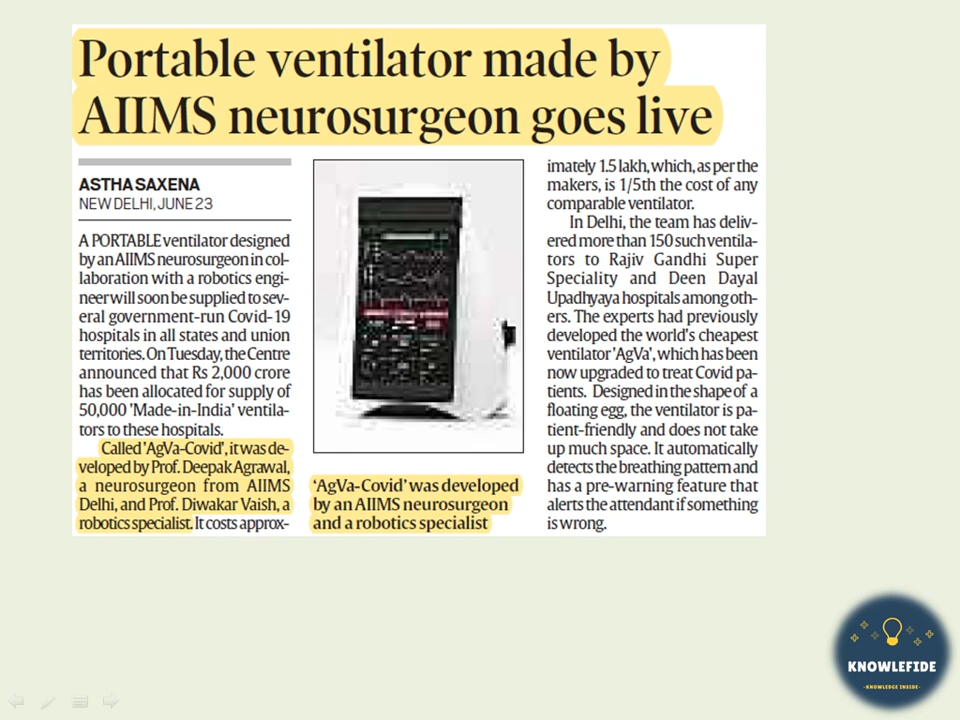 Portable ventilator made by
AIIMS neurosurgeon goes live
ASTHA SAXENA
NEW DELHI, JUNE 23
A PORTABLE ventilator designed
by an AIIMS neurosurgeon in col-
laboration with a robotics engi-
neer will soon be supplied to sev-
eral government-run Covid-19
hospitals in all states and union
territories. On Tuesday, the Centre
announced that Rs 2,000 crore
has been allocated for supply of
50,000 'Made-in-India' ventila-
tors to these hospitals.
Called 'AgVa-Covid', it was de-
veloped by Prof. Deepak Agrawal,
a neurosurgeon from AIIMS
Delhi, and Prof. Diwakar Vaish, a
robotics specialist. It costs approx-
'AgVa-Covid' was developed
by an AIIMS neurosurgeon
and a robotics specialist
imately 1.5 lakh, which, as per the
makers, is 1/5th the cost of any
comparable ventilator.
In Delhi, the team has deliv-
ered more than 150 such ventila-
tors to Rajiv Gandhi Super
Speciality and Deen Dayal
Upadhyaya hospitals among oth-
ers. The experts had previously
developed the world's cheapest
ventilator 'AgVa', which has been
now upgraded to treat Covid pa-
tients. Designed in the shape of a
floating egg, the ventilator is pa-
tient-friendly and does not take
up much space. It automatically
detects the breathing pattern and
has a pre-warning feature that
alerts the attendant if something
is wrong.
KNOWLEFIDE
-KNOWLEDGE INSIDE-